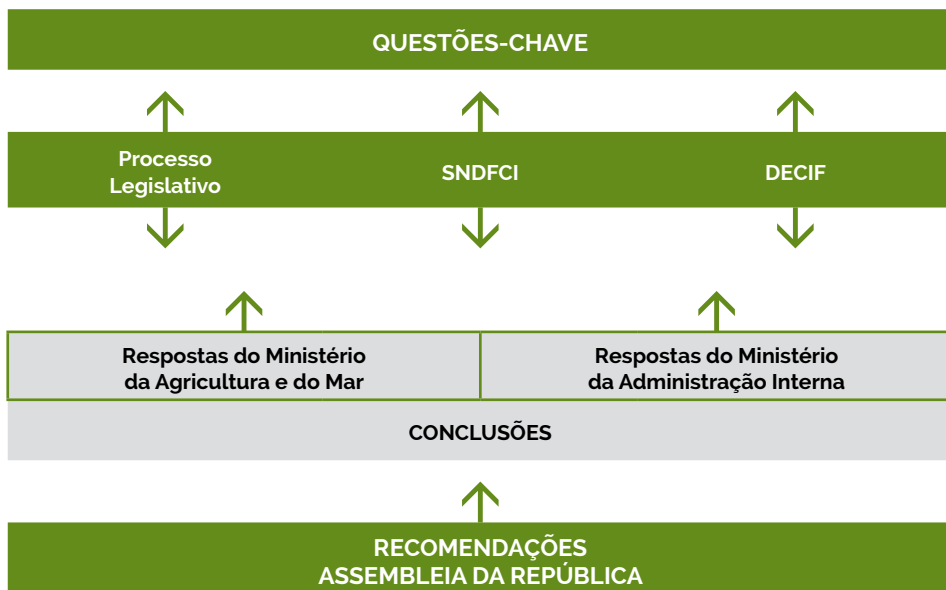 QUESTÕES-CHAVE
Processo
Legislativo
SNDFCI
DECIF
Respostas do Ministério
da Agricultura e do Mar
Respostas do Ministério
da Administração Interna
CONCLUSÕES
RECOMENDAÇÕES
ASSEMBLEIA DA REPÚBLICA